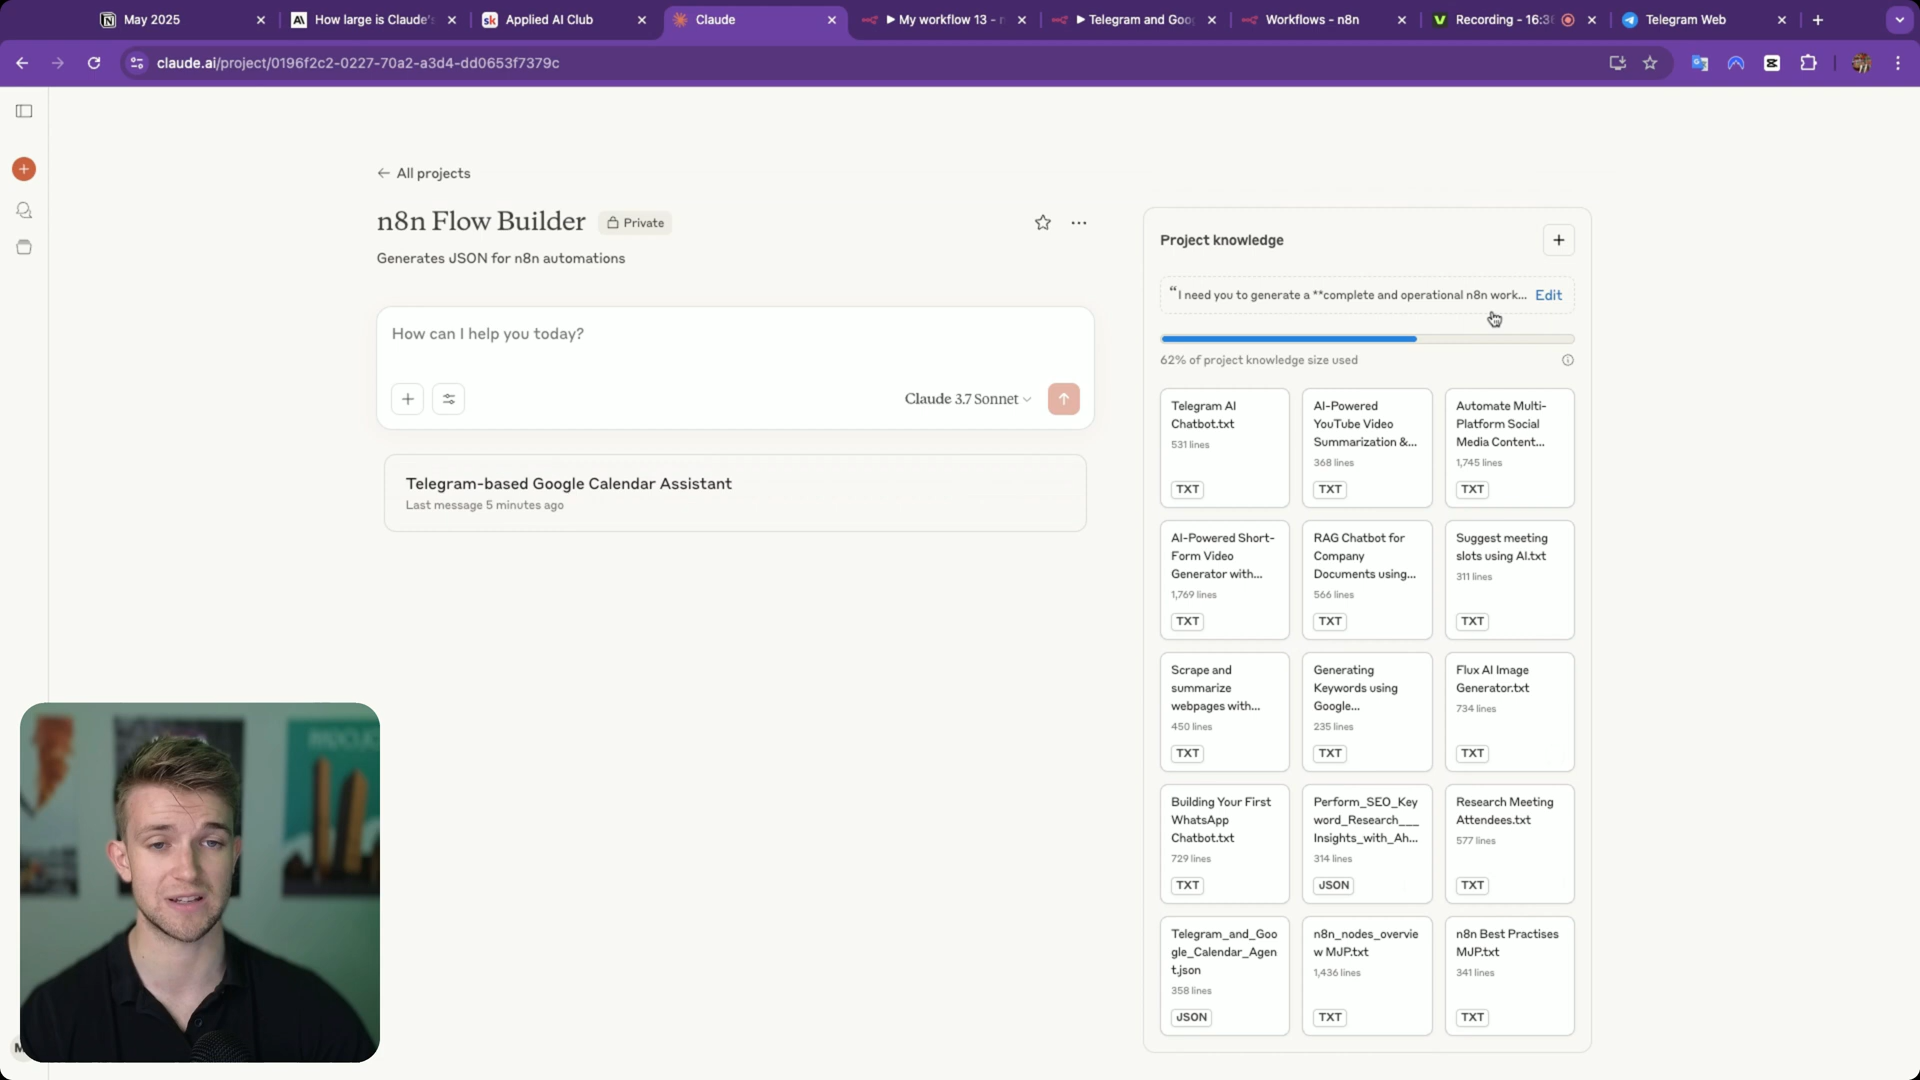 May 2025
How large is Claude's
Applied AI Club
Claude
My workflow 13 - n
Telegram and Goo
Workflows - n8n
Recording - 16:3
Telegram Web
claude.ai/project/0196f2c2-0227-70a2-a3d4-dd0653f7379c
← All projects
n8n Flow Builder
Private
Generates JSON for n8n automations
How can I help you today?
Claude 3.7 Sonnet
Telegram-based Google Calendar Assistant
Last message 5 minutes ago
Project knowledge
“I need you to generate a **complete and operational n8n work...
Edit
62% of project knowledge size used
Telegram AI
Chatbot.txt
531 lines
TXT
AI-Powered
YouTube Video
Summarization &...
368 lines
TXT
Automate Multi-
Platform Social
Media Content...
1,745 lines
TXT
AI-Powered Short-
Form Video
Generator with...
1,769 lines
TXT
RAG Chatbot for
Company
Documents using...
566 lines
TXT
Suggest meeting
slots using AI.txt
311 lines
TXT
Scrape and
summarize
webpages with...
450 lines
TXT
Generating
Keywords using
Google...
235 lines
TXT
Flux AI Image
Generator.txt
734 lines
TXT
Building Your First
WhatsApp
Chatbot.txt
729 lines
TXT
Perform_SEO_Key
word_Research___
Insights_with_Ah...
314 lines
JSON
Research Meeting
Attendees.txt
577 lines
TXT
Telegram_and_Goo
gle_Calendar_Agen
t.json
358 lines
JSON
n8n_nodes_overvie
w MJP.txt
1,436 lines
TXT
n8n Best Practises
MJP.txt
341 lines
TXT